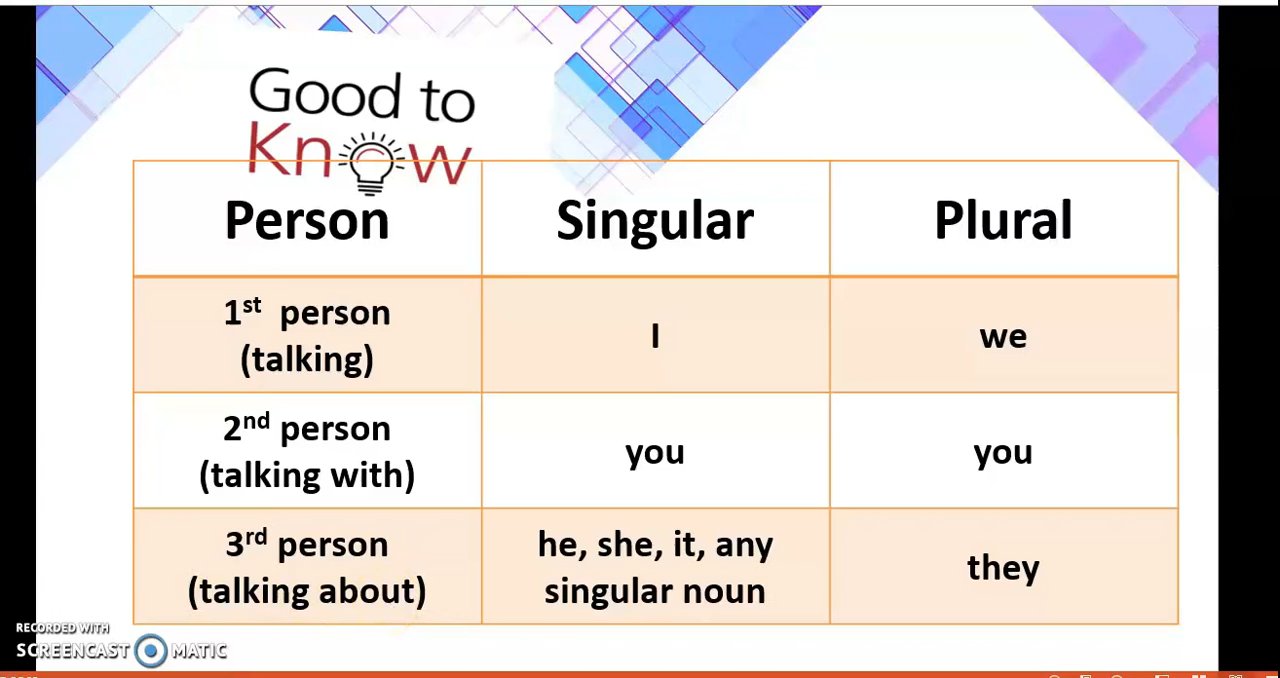 Good to
Know
Person Singular Plural
1st person
(talking)
I
we
2nd person
(talking with)
you
you
3rd person
(talking about)
he, she, it, any
singular noun
they
RECORDED WITH
SCREENCAST MATIC